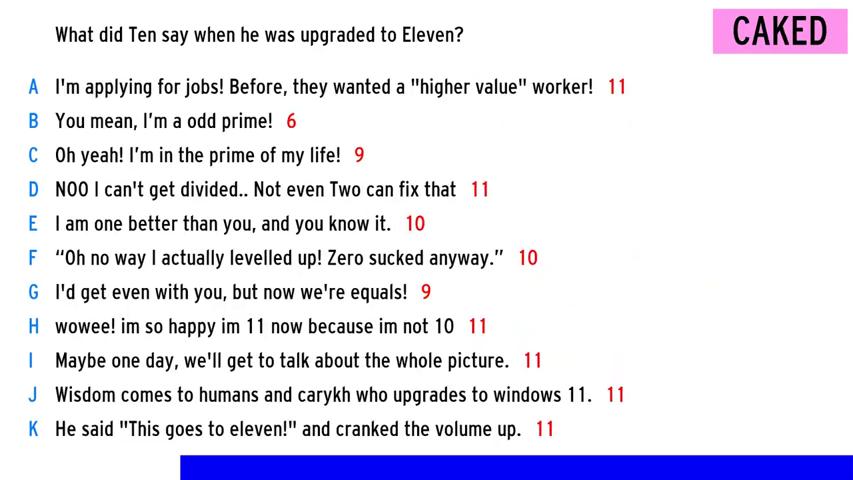 What did Ten say when he was upgraded to Eleven?
CAKED
A I'm applying for jobs! Before, they wanted a "higher value" worker! 11
B You mean, I'm a odd prime! 6
C Oh yeah! I'm in the prime of my life! 9
D NOO I can't get divided.. Not even Two can fix that 11
E I am one better than you, and you know it. 10
F “Oh no way I actually levelled up! Zero sucked anyway.” 10
G I'd get even with you, but now we're equals! 9
H wowee! im so happy im 11 now because im not 10 11
I Maybe one day, we'll get to talk about the whole picture. 11
J Wisdom comes to humans and carykh who upgrades to windows 11. 11
K He said "This goes to eleven!" and cranked the volume up. 11